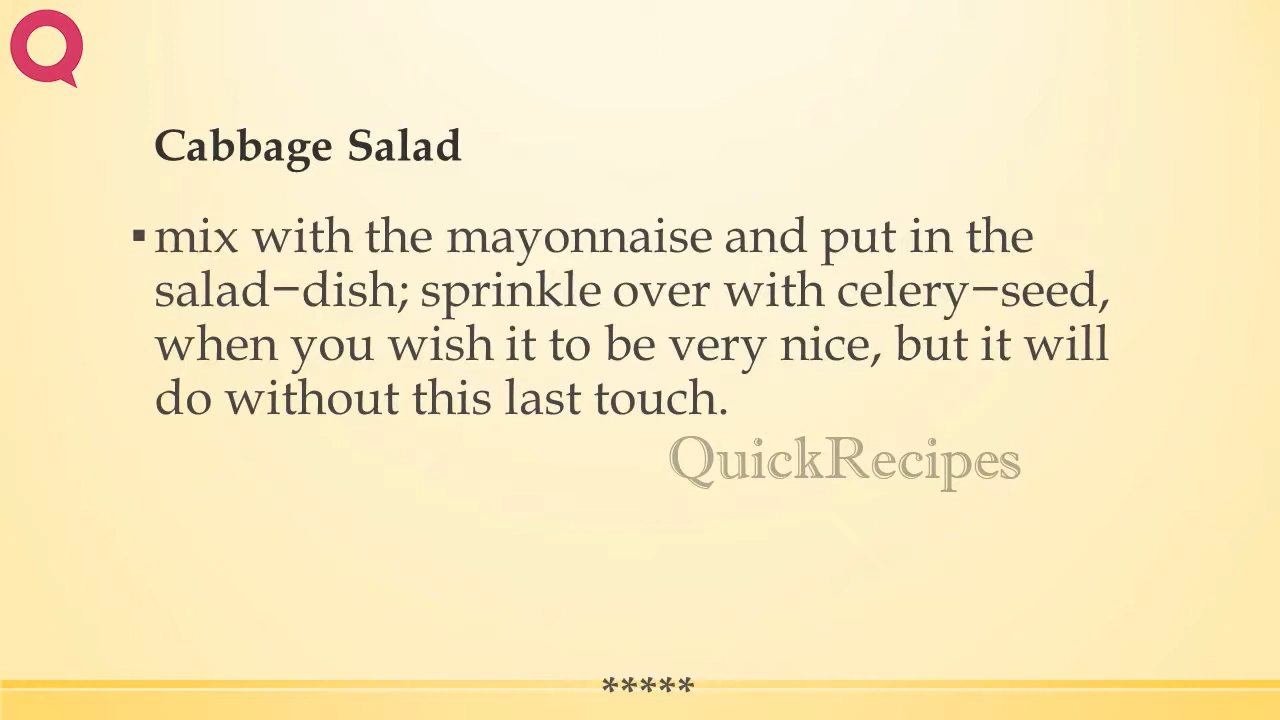 Cabbage Salad
▪ mix with the mayonnaise and put in the
salad−dish; sprinkle over with celery−seed,
when you wish it to be very nice, but it will
do without this last touch.
QuickRecipes
*****